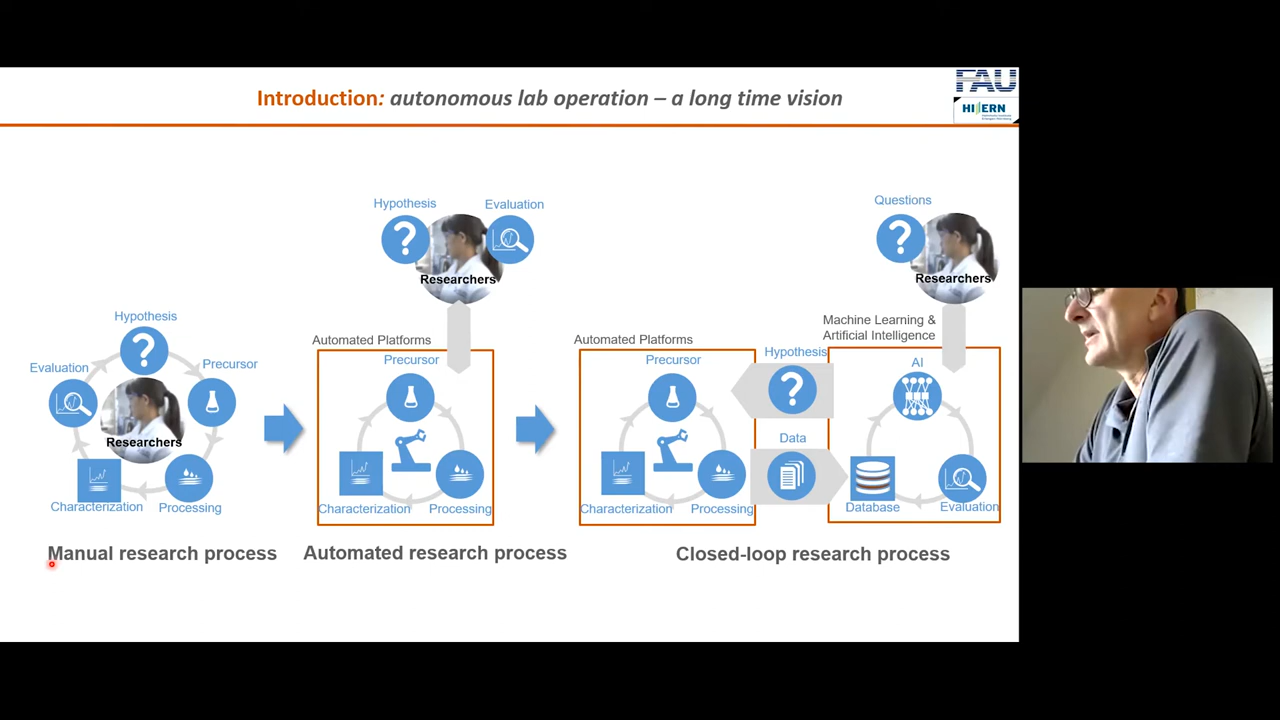 Introduction: autonomous lab operation – a long time vision
FAU
HI ERN
Hypothesis
Evaluation
Precursor
Researchers
Characterization
Processing
Manual research process
Hypothesis
Evaluation
Researchers
Automated Platforms
Precursor
Characterization
Processing
Automated research process
Automated Platforms
Precursor
Characterization
Processing
Hypothesis
Data
Questions
Researchers
Machine Learning &
Artificial Intelligence
AI
Database
Evaluation
Closed-loop research process